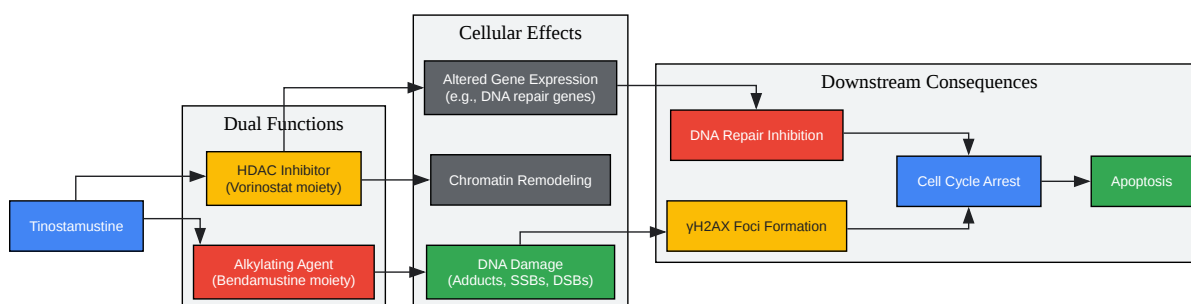 Cellular Effects
Altered Gene Expression
(e.g., DNA repair genes)
Downstream Consequences
Dual Functions
DNA Repair Inhibition
HDAC Inhibitor
(Vorinostat moiety)
Chromatin Remodeling
Cell Cycle Arrest
Apoptosis
Tinostamustine
γH2AX Foci Formation
Alkylating Agent
(Bendamustine moiety)
DNA Damage
(Adducts, SSBs, DSBs)